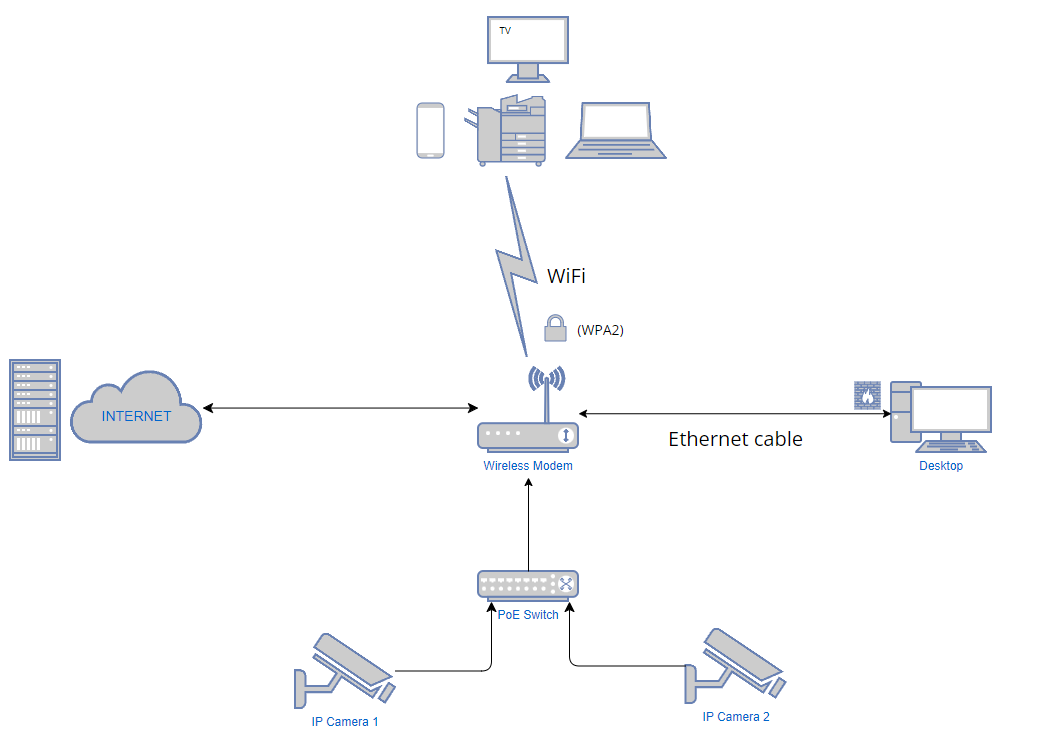 TV
WiFi
(WPA2)
INTERNET
Ethernet cable
Wireless Modem
Desktop
PoE Switch
IP Camera 1
IP Camera 2